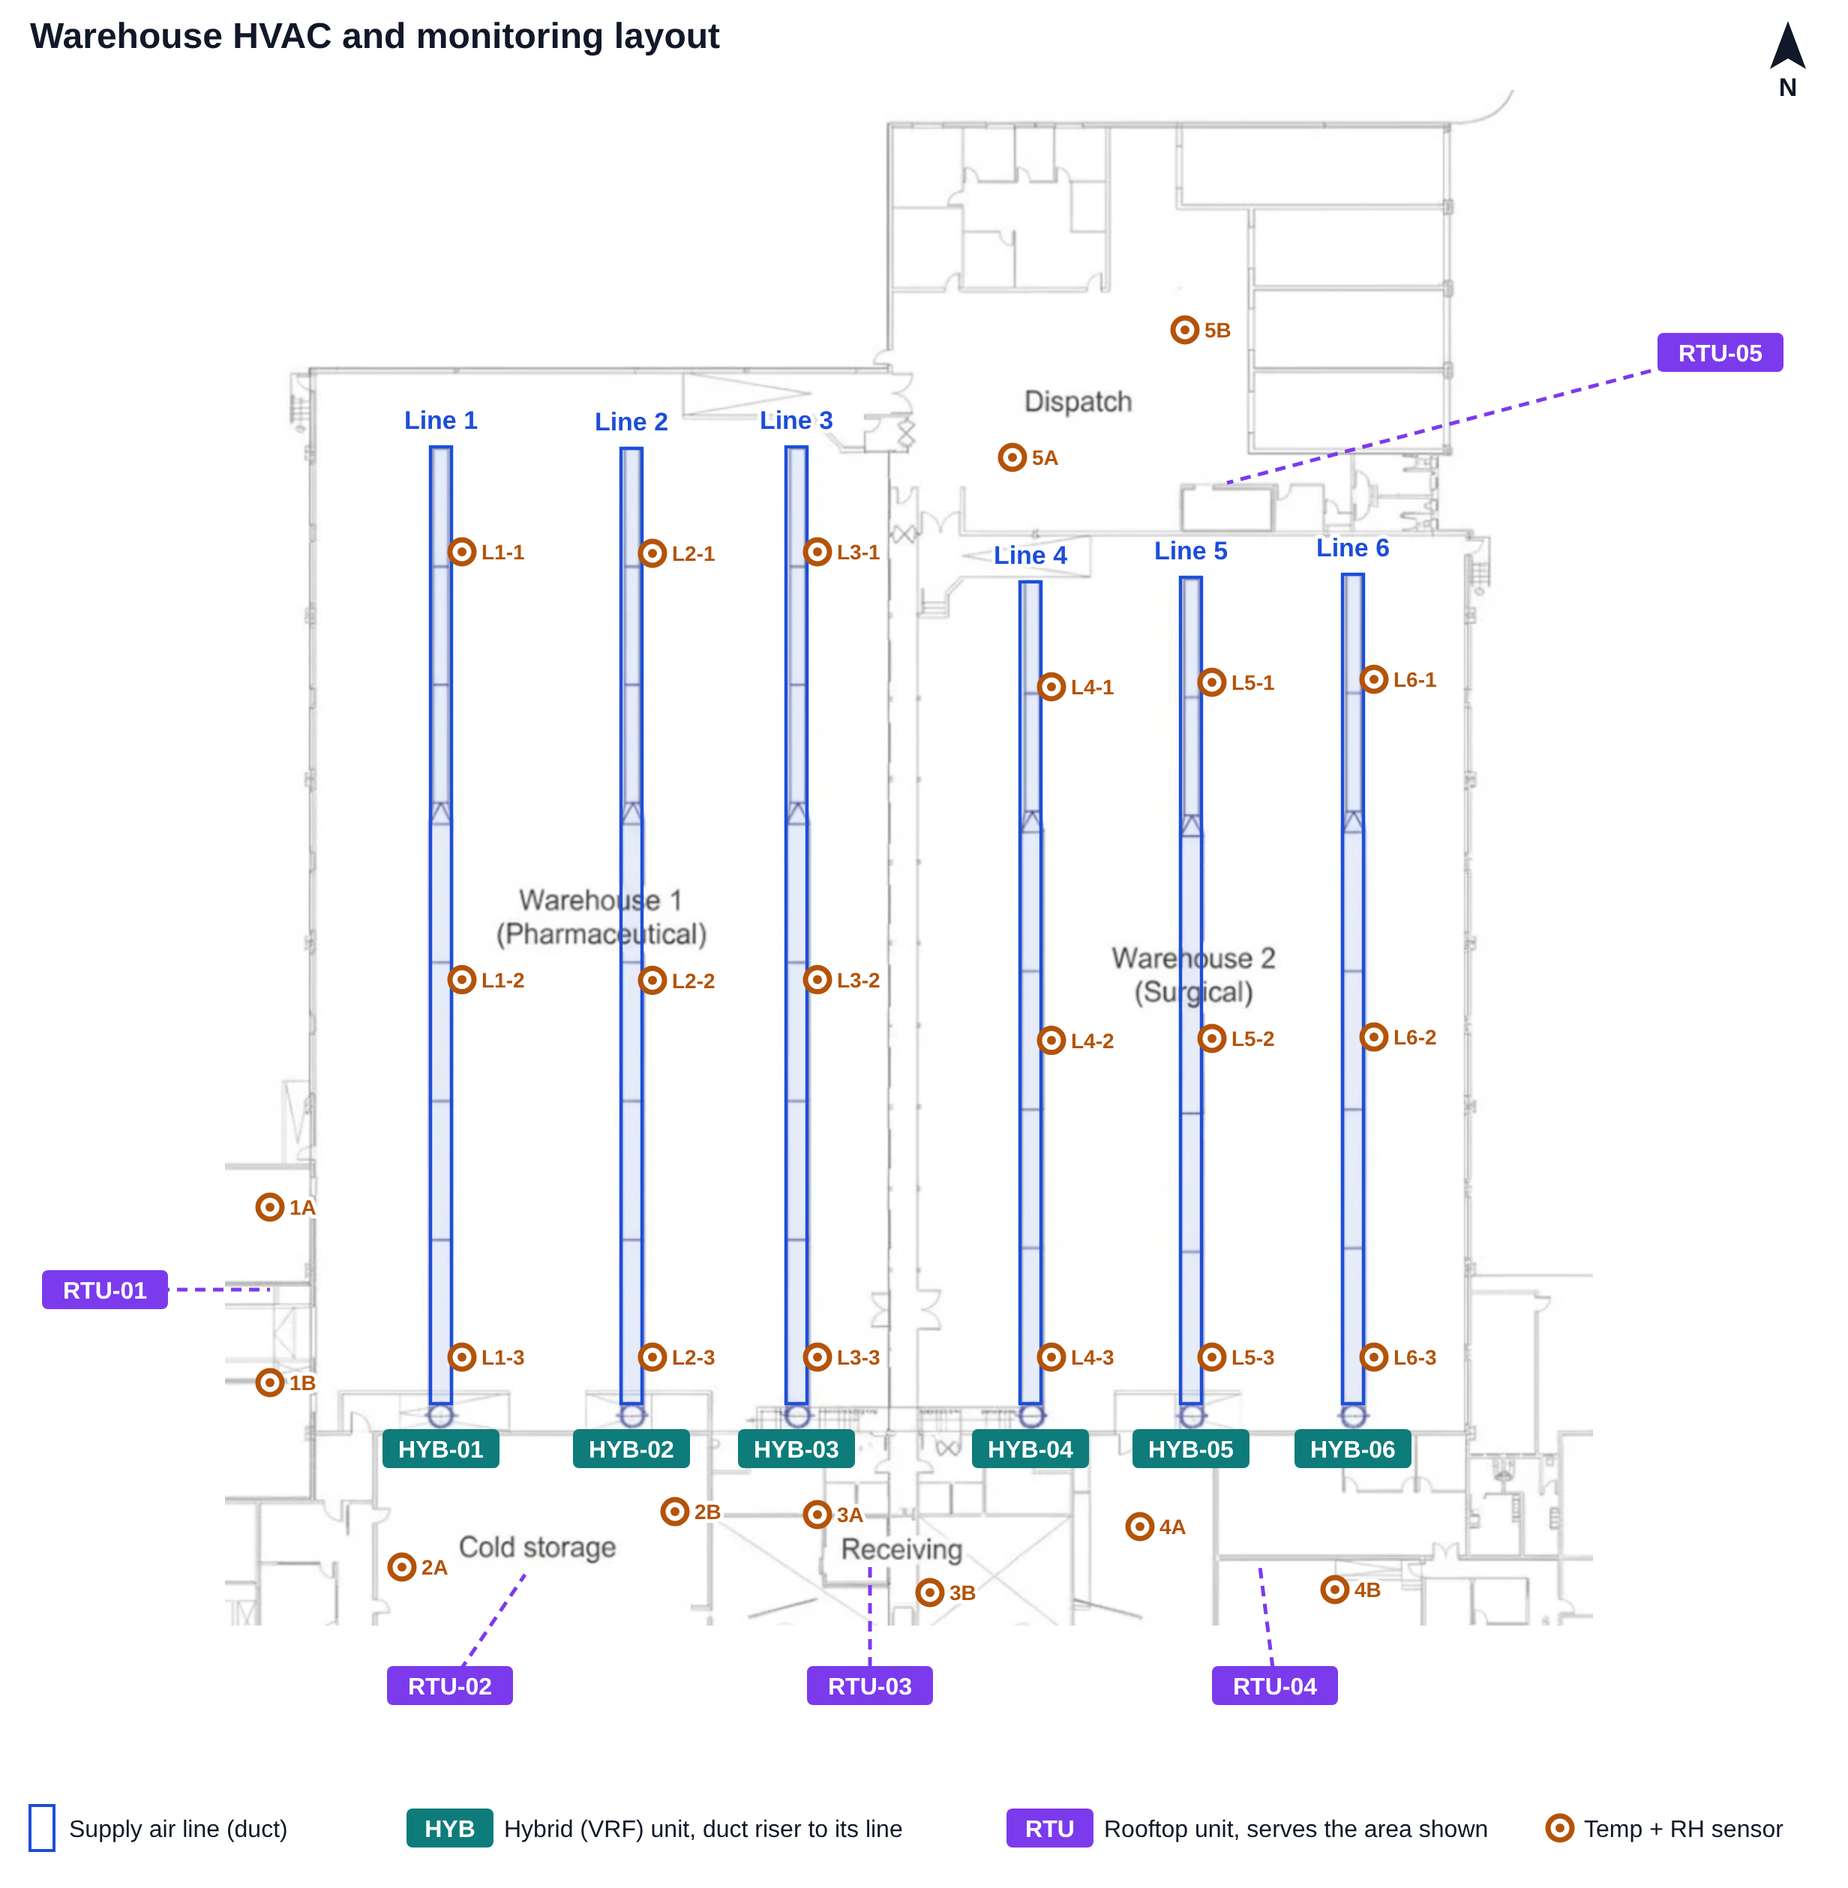 Warehouse HVAC and monitoring layout
N
5B
RTU-05
Dispatch
Line 1
Line 2
Line 3
5A
L1-1
L2-1
L3-1
Line 4
Line 5
Line 6
L4-1
L5-1
L6-1
Warehouse 1
(Pharmaceutical)
Warehouse 2
(Surgical)
L1-2
L2-2
L3-2
L4-2
L5-2
L6-2
1A
RTU-01
1B
L1-3
L2-3
L3-3
L4-3
L5-3
L6-3
HYB-01
HYB-02
HYB-03
HYB-04
HYB-05
HYB-06
2B
3A
4A
Cold storage
Receiving
2A
3B
4B
RTU-02
RTU-03
RTU-04
Supply air line (duct)
HYB
Hybrid (VRF) unit, duct riser to its line
RTU
Rooftop unit, serves the area shown
Temp + RH sensor